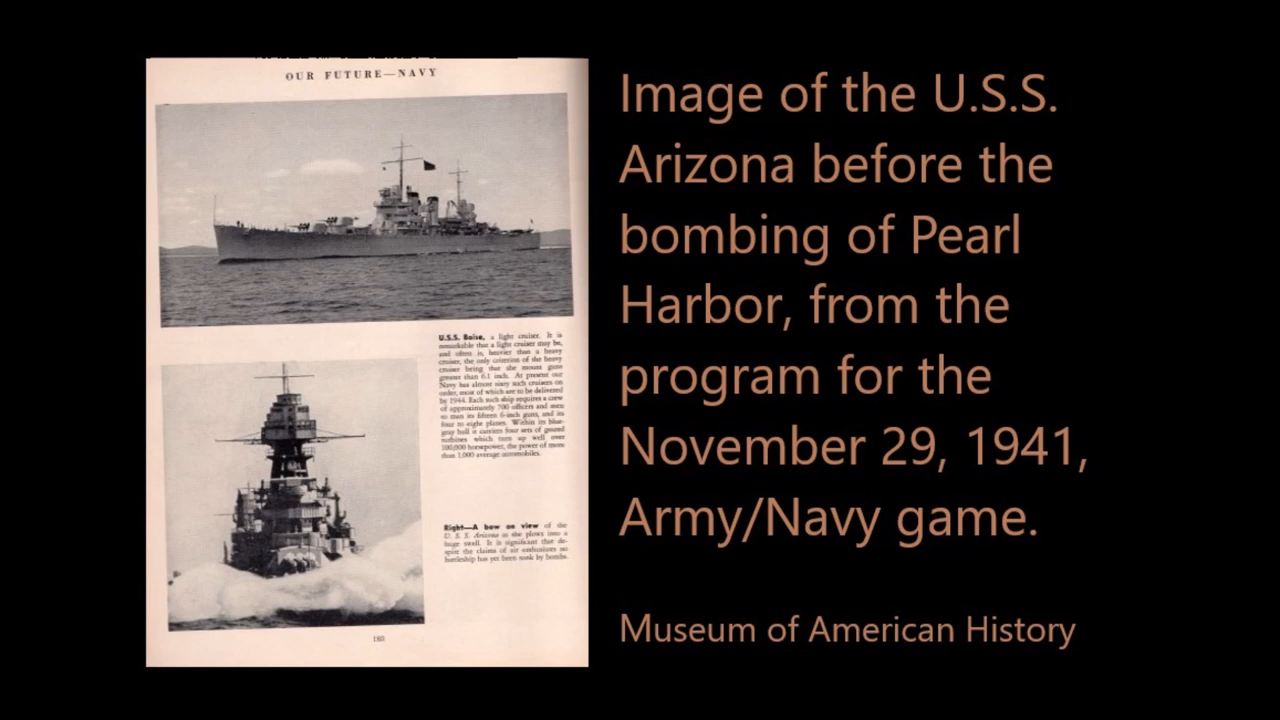 OUR FUTURE—NAVY
U.S.S. Boise, a light cruiser. It is
remarkable that a light cruiser may be,
and often is, heavier than a heavy
cruiser, the only criterion of the heavy
cruiser being that she mount guns
greater than 6.1 inch. At present our
Navy has almost sixty such cruisers on
order, most of which are to be delivered
by 1944. Each such ship requires a crew
of approximately 700 officers and men
to man its fifteen 6-inch guns, and its
four to eight planes. Within its blue-
gray hull it carries four sets of geared
turbines which turn up well over
100,000 horsepower, the power of more
than 1,000 average automobiles.
Right—A bow on view of the
U. S. S. Arizona as she plows into a
huge swell. It is significant that de-
spite the claims of air enthusiasts no
battleship has yet been sunk by bombs.
Image of the U.S.S.
Arizona before the
bombing of Pearl
Harbor, from the
program for the
November 29, 1941,
Army/Navy game.
Museum of American History